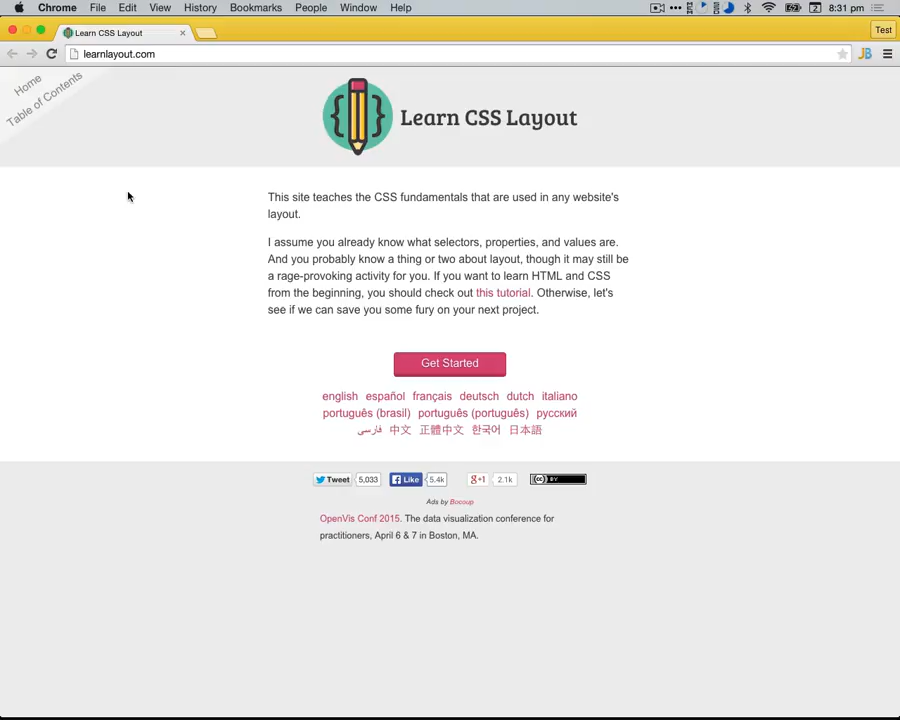 Chrome File Edit View History Bookmarks People Window Help 8:31 pm
Learn CSS Layout Test
learnlayout.com
Home
Table of Contents
Learn CSS Layout
This site teaches the CSS fundamentals that are used in any website's
layout.
I assume you already know what selectors, properties, and values are.
And you probably know a thing or two about layout, though it may still be
a rage-provoking activity for you. If you want to learn HTML and CSS
from the beginning, you should check out this tutorial. Otherwise, let's
see if we can save you some fury on your next project.
Get Started
english español français deutsch dutch italiano
português (brasil) português (português) русский
فارسی 中文 正體中文 한국어 日本語
Tweet 5,033 Like 5.4k g+1 2.1k cc BY
Ads by Bocoup
OpenVis Conf 2015. The data visualization conference for
practitioners, April 6 & 7 in Boston, MA.